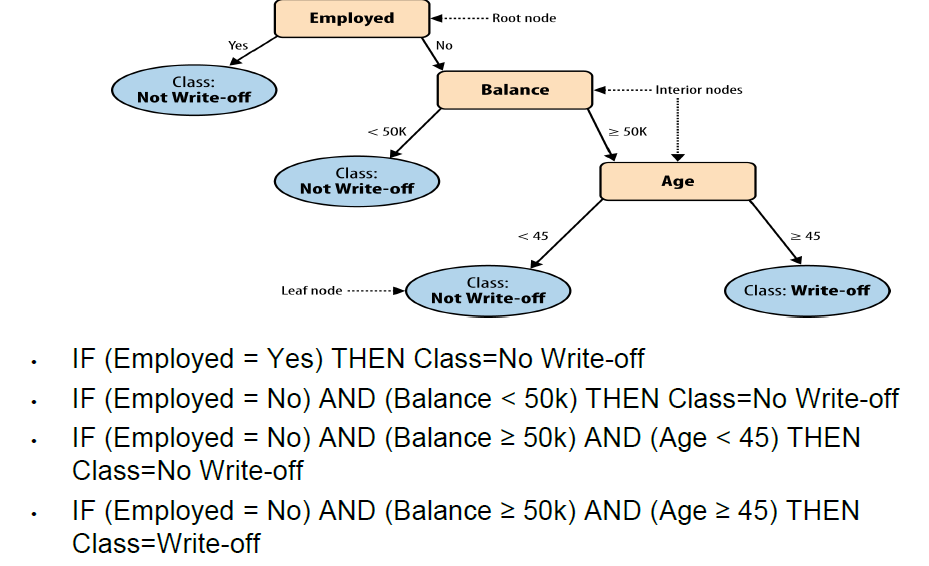 Employed
Root node
Yes
No
Class:
Not Write-off
Balance
Interior nodes
< 50K
≥ 50K
Class:
Not Write-off
Age
< 45
≥ 45
Leaf node
Class:
Not Write-off
Class: Write-off
• IF (Employed = Yes) THEN Class=No Write-off
• IF (Employed = No) AND (Balance < 50k) THEN Class=No Write-off
• IF (Employed = No) AND (Balance ≥ 50k) AND (Age < 45) THEN
Class=No Write-off
• IF (Employed = No) AND (Balance ≥ 50k) AND (Age ≥ 45) THEN
Class=Write-off